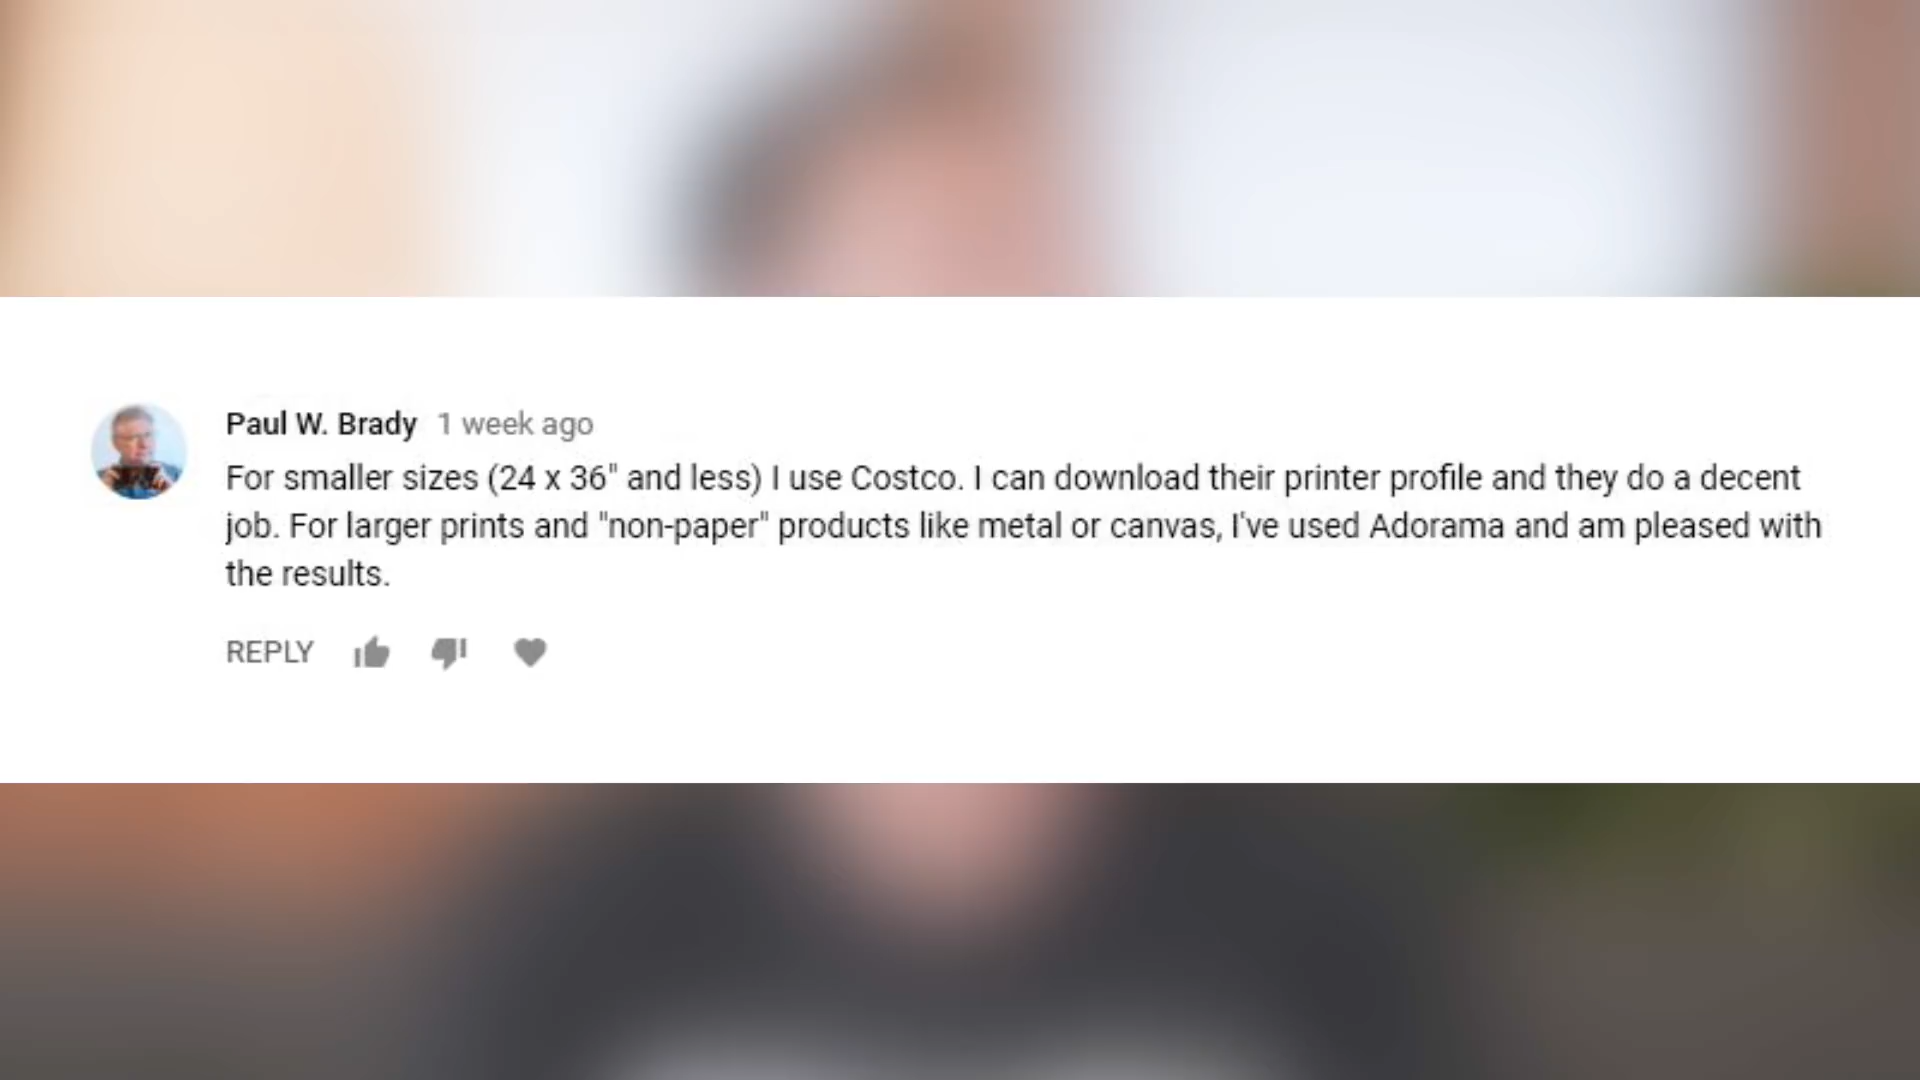 Paul W. Brady 1 week ago
For smaller sizes (24 x 36" and less) I use Costco. I can download their printer profile and they do a decent
job. For larger prints and "non-paper" products like metal or canvas, I've used Adorama and am pleased with
the results.
REPLY